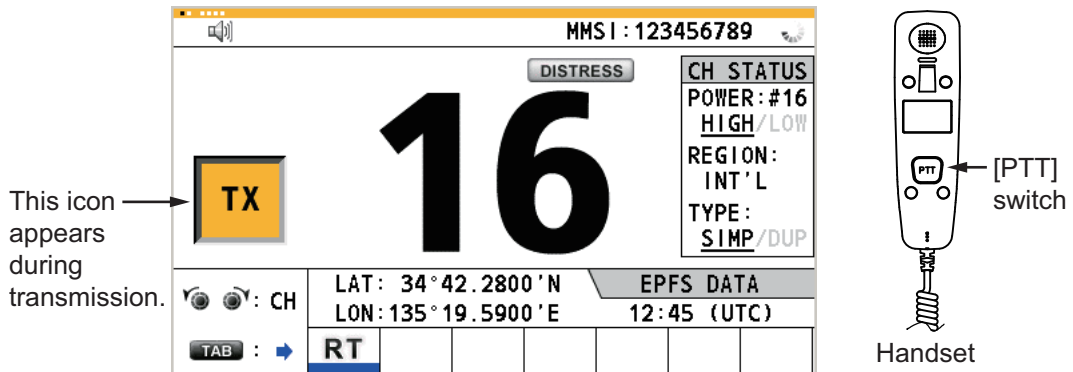 MMSI:123456789
DISTRESS
16
CH STATUS
POWER:#16
HIGH/LOW
REGION:
INT'L
TYPE:
SIMP/DUP
TX
This icon
appears
during
transmission.
: CH
LAT: 34°42.2800'N
LON:135°19.5900'E
EPFS DATA
12:45 (UTC)
TAB :
RT
PTT
[PTT]
switch
Handset